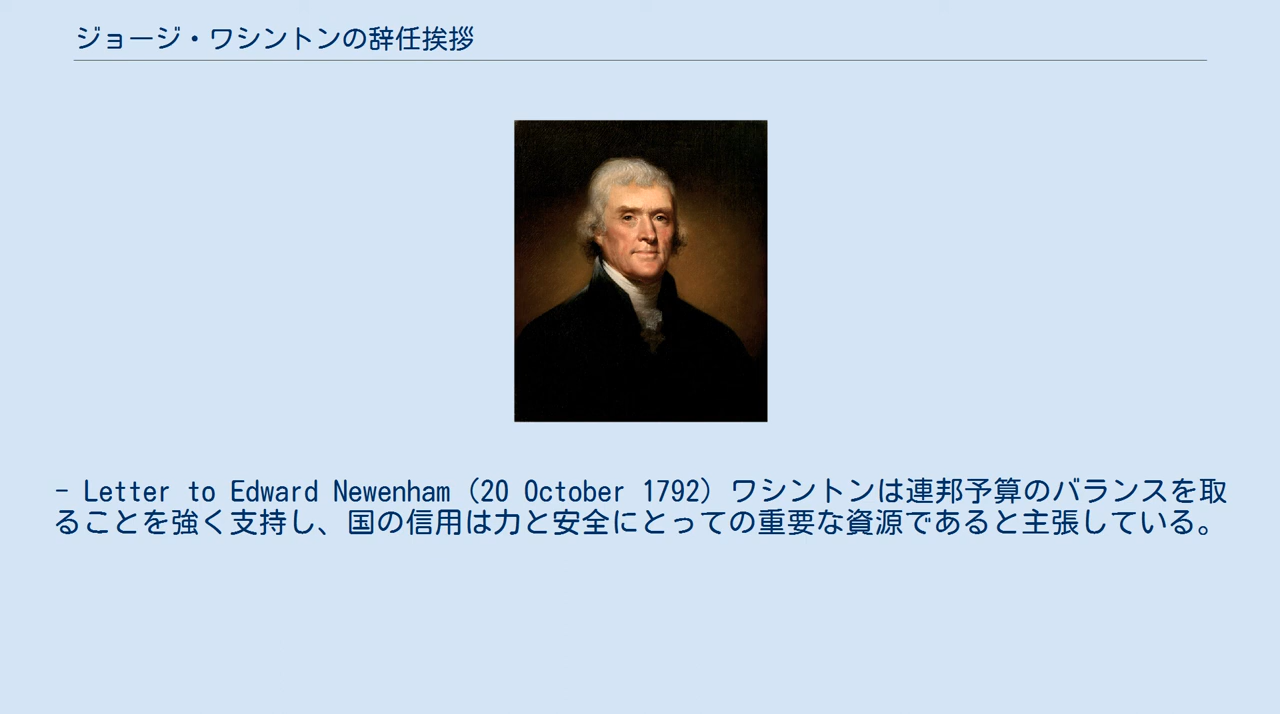 ジョージ・ワシントンの辞任挨拶
- Letter to Edward Newenham (20 October 1792) ワシントンは連邦予算のバランスを取
ることを強く支持し、国の信用は力と安全にとっての重要な資源であると主張している。